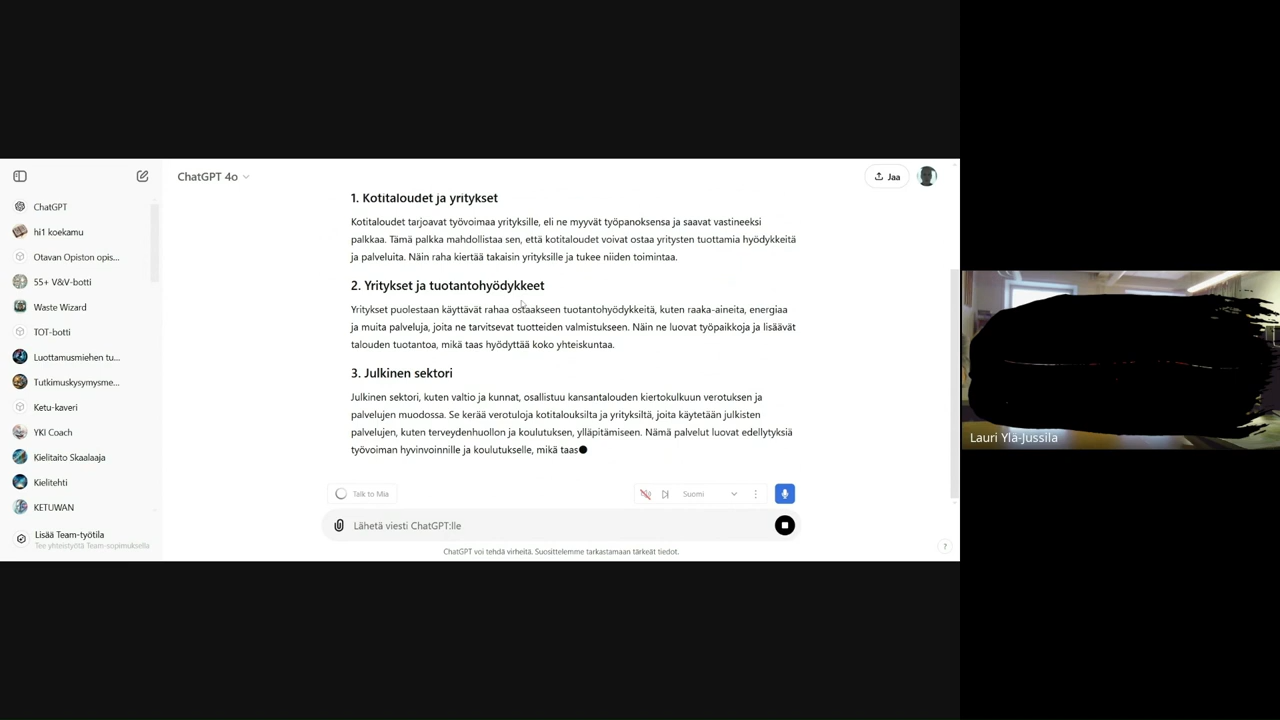 ChatGPT 4o
Jaa
ChatGPT
hi1 koekamu
Otavan Opiston opis...
55+ V&V-botti
Waste Wizard
TOT-botti
Luottamusmiehen tu...
Tutkimuskysymysme...
Ketu-kaveri
YKI Coach
Kielitaito Skaalaaja
Kielitehti
KETUWAN
Lisää Team-työtila
Tee yhteistyötä Team-sopimuksella
1. Kotitaloudet ja yritykset
Kotitaloudet tarjoavat työvoimaa yrityksille, eli ne myyvät työpanoksensa ja saavat vastineeksi
palkkaa. Tämä palkka mahdollistaa sen, että kotitaloudet voivat ostaa yritysten tuottamia hyödykkeitä
ja palveluita. Näin raha kiertää takaisin yrityksille ja tukee niiden toimintaa.
2. Yritykset ja tuotantohyödykkeet
Yritykset puolestaan käyttävät rahaa ostaakseen tuotantohyödykkeitä, kuten raaka-aineita, energiaa
ja muita palveluja, joita ne tarvitsevat tuotteiden valmistukseen. Näin ne luovat työpaikkoja ja lisäävät
talouden tuotantoa, mikä taas hyödyttää koko yhteiskuntaa.
3. Julkinen sektori
Julkinen sektori, kuten valtio ja kunnat, osallistuu kansantalouden kiertokulkuun verotuksen ja
palvelujen muodossa. Se kerää verotuloja kotitalouksilta ja yrityksiltä, joita käytetään julkisten
palvelujen, kuten terveydenhuollon ja koulutuksen, ylläpitämiseen. Nämä palvelut luovat edellytyksiä
työvoiman hyvinvoinnille ja koulutukselle, mikä taas
Talk to Mia
Suomi
Lähetä viesti ChatGPT:lle
ChatGPT voi tehdä virheitä. Suosittelemme tarkastamaan tärkeät tiedot.
?
Lauri Ylä-Jussila